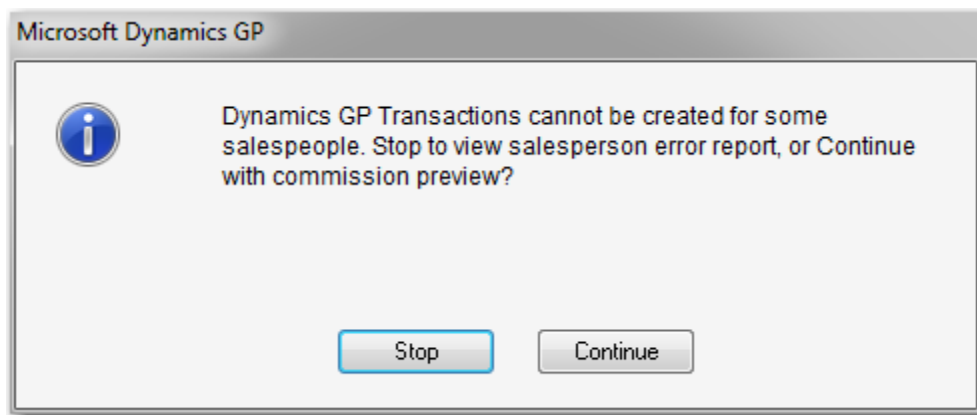 Microsoft Dynamics GP
Dynamics GP Transactions cannot be created for some
salespeople. Stop to view salesperson error report, or Continue
with commission preview?
Stop
Continue